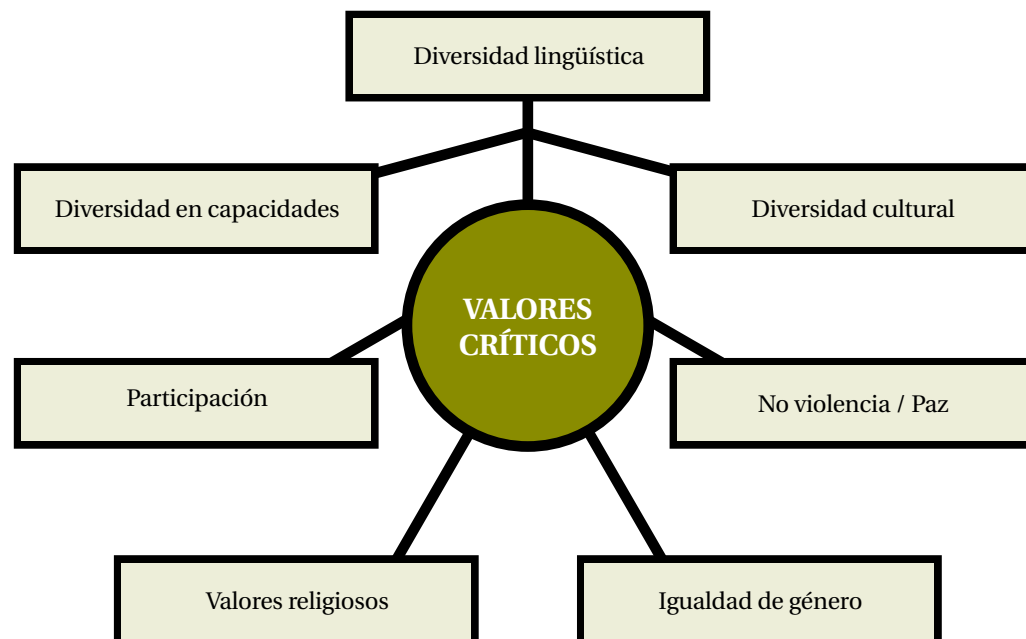 Diversidad lingüística
Diversidad en capacidades
Diversidad cultural
VALORES
CRÍTICOS
Participación
No violencia / Paz
Valores religiosos
Igualdad de género